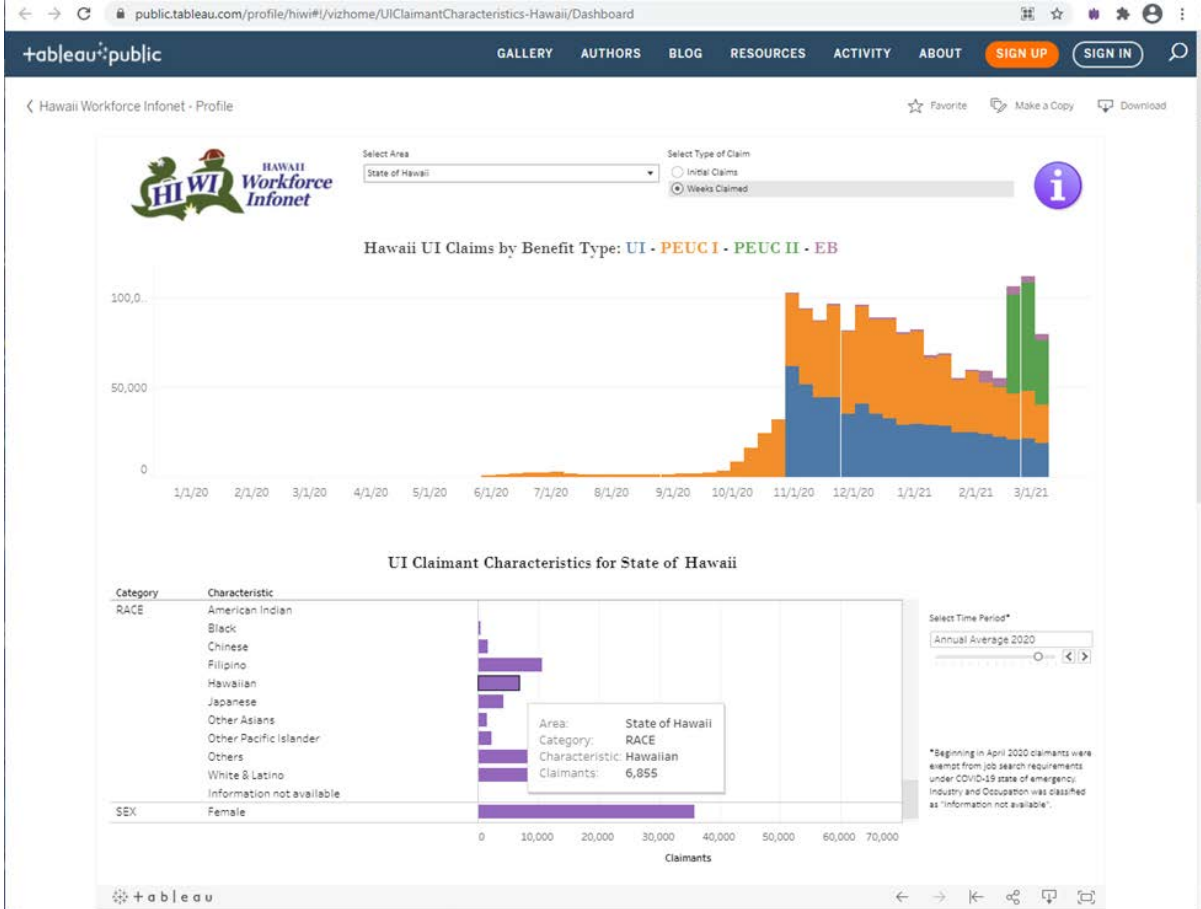 public.tableau.com/profile/hiwi#!/vizhome/UIClaimantCharacteristics-Hawaii/Dashboard
+ableau public
GALLERY AUTHORS BLOG RESOURCES ACTIVITY ABOUT SIGN UP SIGN IN
Hawaii Workforce Infonet - Profile
Favorite Make a Copy Download
HIWI HAWAII Workforce Infonet
Select Area
State of Hawaii
Select Type of Claim
Initial Claims
Weeks Claimed
i
Hawaii UI Claims by Benefit Type: UI - PEUC I - PEUC II - EB
100,0..
50,000
0
1/1/20 2/1/20 3/1/20 4/1/20 5/1/20 6/1/20 7/1/20 8/1/20 9/1/20 10/1/20 11/1/20 12/1/20 1/1/21 2/1/21 3/1/21
UI Claimant Characteristics for State of Hawaii
Category Characteristic
RACE American Indian
Black
Chinese
Filipino
Hawaiian
Japanese
Other Asians
Other Pacific Islander
Others
White & Latino
Information not available
SEX Female
Area: State of Hawaii
Category: RACE
Characteristic: Hawaiian
Claimants: 6,855
0 10,000 20,000 30,000 40,000 50,000 60,000 70,000
Claimants
Select Time Period*
Annual Average 2020
*Beginning in April 2020 claimants were
exempt from job search requirements
under COVID-19 state of emergency.
Industry and Occupation was classified
as "Information not available".
+ableau